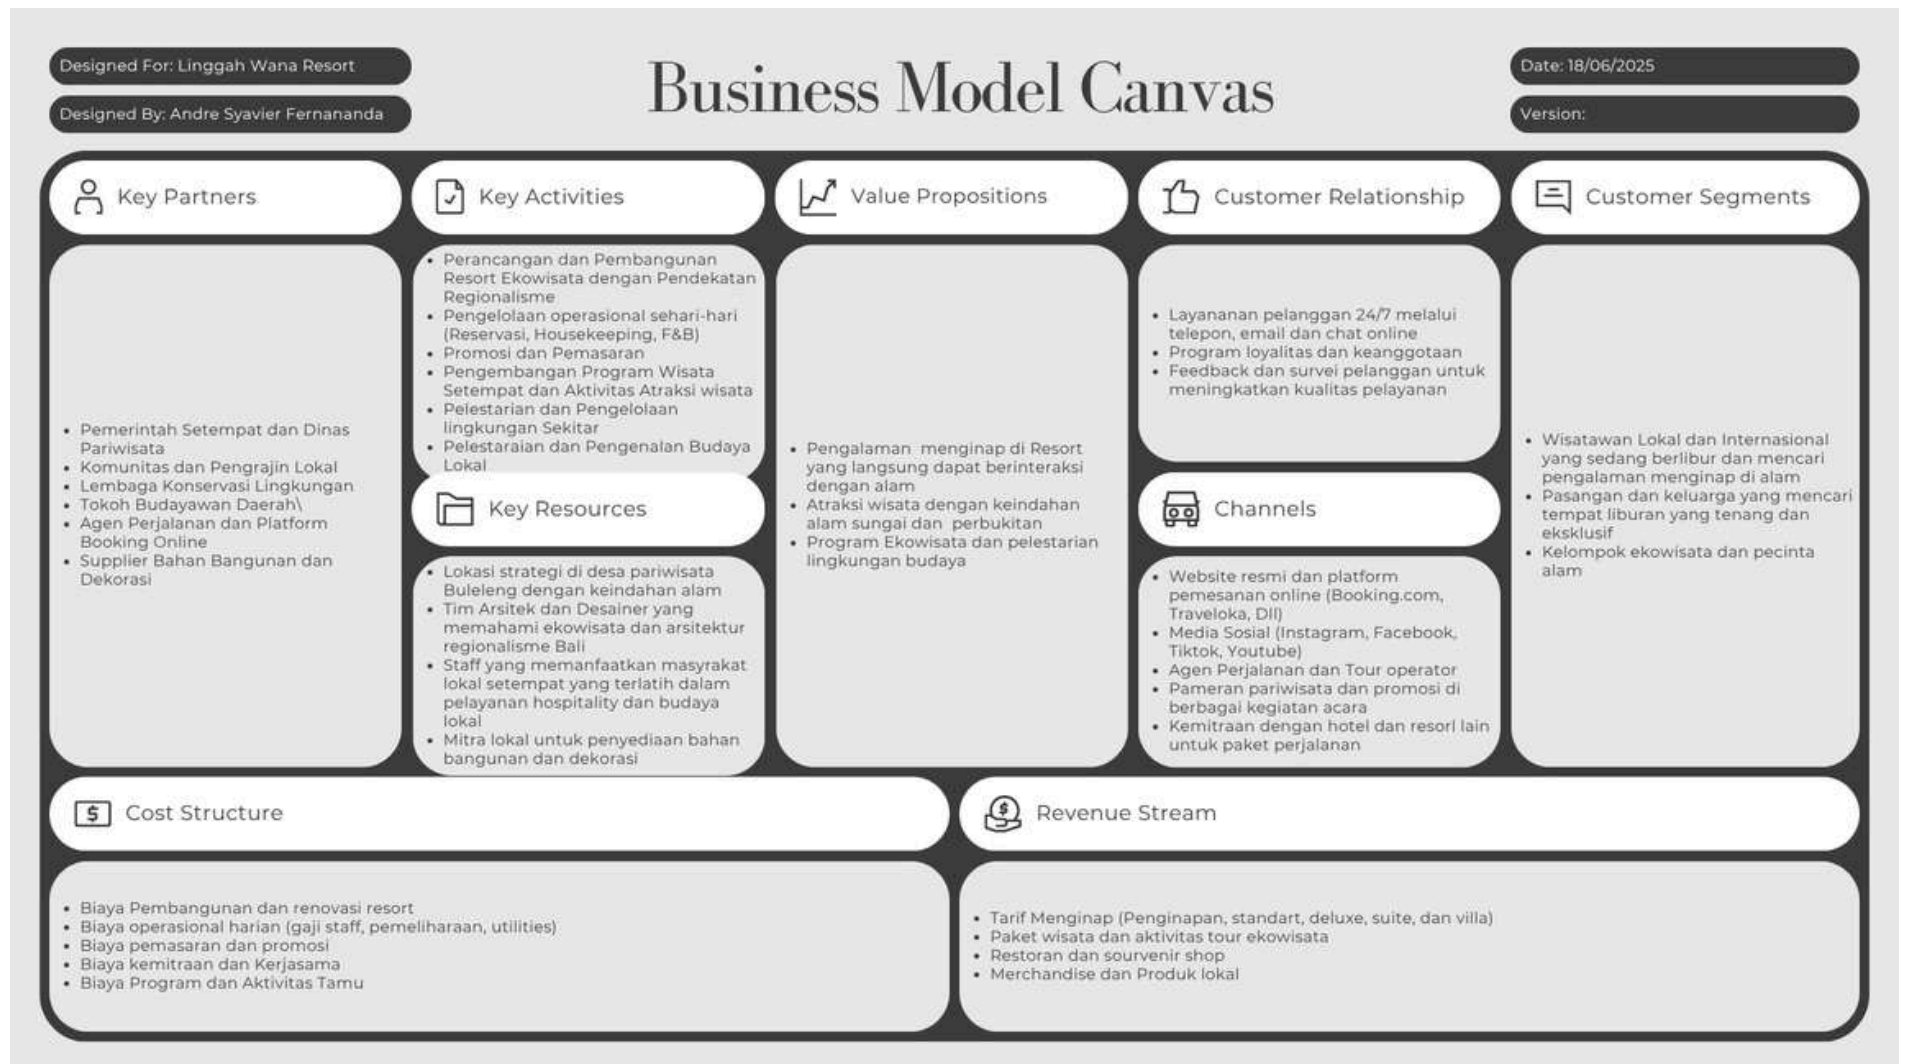 Designed For: Linggah Wana Resort
Designed By: Andre Syavier Fernananda
Business Model Canvas
Date: 18/06/2025
Version:
Key Partners
• Pemerintah Setempat dan Dinas
Pariwisata
• Komunitas dan Pengrajin Lokal
• Lembaga Konservasi Lingkungan
• Tokoh Budayawan Daerah\
• Agen Perjalanan dan Platform
Booking Online
• Supplier Bahan Bangunan dan
Dekorasi
Key Activities
• Perancangan dan Pembangunan
Resort Ekowisata dengan Pendekatan
Regionalisme
• Pengelolaan operasional sehari-hari
(Reservasi, Housekeeping, F&B)
• Promosi dan Pemasaran
• Pengembangan Program Wisata
Setempat dan Aktivitas Atraksi wisata
• Pelestarian dan Pengelolaan
lingkungan Sekitar
• Pelestaraian dan Pengenalan Budaya
Lokal
Key Resources
• Lokasi strategi di desa pariwisata
Buleleng dengan keindahan alam
• Tim Arsitek dan Desainer yang
memahami ekowisata dan arsitektur
regionalisme Bali
• Staff yang memanfaatkan masyrakat
lokal setempat yang terlatih dalam
pelayanan hospitality dan budaya
lokal
• Mitra lokal untuk penyediaan bahan
bangunan dan dekorasi
Value Propositions
• Pengalaman menginap di Resort
yang langsung dapat berinteraksi
dengan alam
• Atraksi wisata dengan keindahan
alam sungai dan perbukitan
• Program Ekowisata dan pelestarian
lingkungan budaya
Customer Relationship
• Layananan pelanggan 24/7 melalui
telepon, email dan chat online
• Program loyalitas dan keanggotaan
• Feedback dan survei pelanggan untuk
meningkatkan kualitas pelayanan
Channels
• Website resmi dan platform
pemesanan online (Booking.com,
Traveloka, Dll)
• Media Sosial (Instagram, Facebook,
Tiktok, Youtube)
• Agen Perjalanan dan Tour operator
• Pameran pariwisata dan promosi di
berbagai kegiatan acara
• Kemitraan dengan hotel dan resorl lain
untuk paket perjalanan
Customer Segments
• Wisatawan Lokal dan Internasional
yang sedang berlibur dan mencari
pengalaman menginap di alam
• Pasangan dan keluarga yang mencari
tempat liburan yang tenang dan
eksklusif
• Kelompok ekowisata dan pecinta
alam
Cost Structure
• Biaya Pembangunan dan renovasi resort
• Biaya operasional harian (gaji staff, pemeliharaan, utilities)
• Biaya pemasaran dan promosi
• Biaya kemitraan dan Kerjasama
• Biaya Program dan Aktivitas Tamu
Revenue Stream
• Tarif Menginap (Penginapan, standart, deluxe, suite, dan villa)
• Paket wisata dan aktivitas tour ekowisata
• Restoran dan sourvenir shop
• Merchandise dan Produk lokal